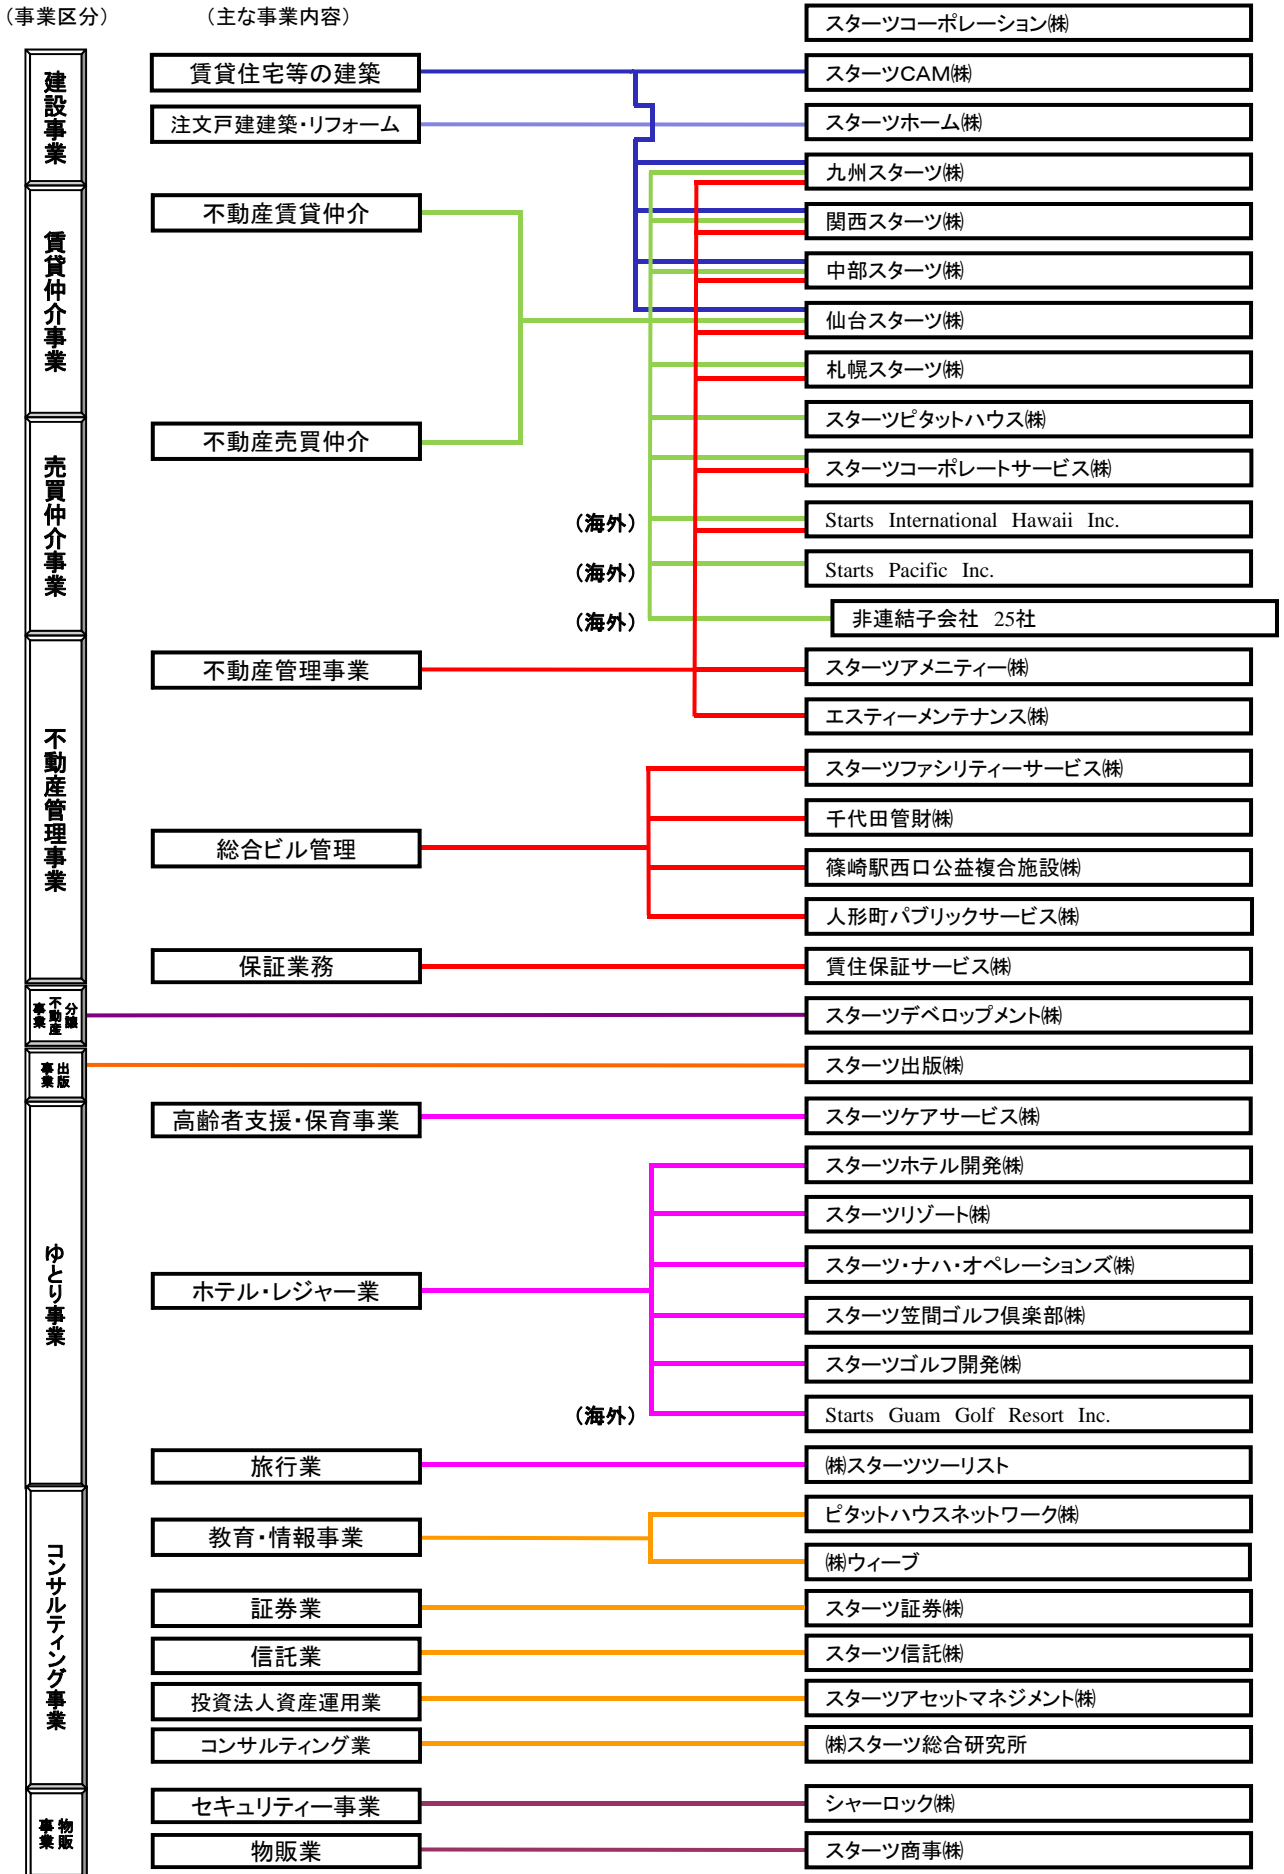 （事業区分）
（主な事業内容）
スターツコーポレーション㈱
建設事業
賃貸住宅等の建築
スターツCAM㈱
注文戸建建築・リフォーム
スターツホーム㈱
九州スターツ㈱
賃貸仲介事業
不動産賃貸仲介
関西スターツ㈱
中部スターツ㈱
仙台スターツ㈱
札幌スターツ㈱
売買仲介事業
不動産売買仲介
スターツピタットハウス㈱
スターツコーポレートサービス㈱
（海外）
Starts International Hawaii Inc.
（海外）
Starts Pacific Inc.
（海外）
非連結子会社 25社
不動産管理事業
不動産管理事業
スターツアメニティー㈱
エスティーメンテナンス㈱
スターツファシリティーサービス㈱
千代田管財㈱
総合ビル管理
篠崎駅西口公益複合施設㈱
人形町パブリックサービス㈱
保証業務
賃住保証サービス㈱
分譲
不動産
事業
スターツデベロップメント㈱
出版
事業
スターツ出版㈱
ゆとり事業
高齢者支援・保育事業
スターツケアサービス㈱
スターツホテル開発㈱
スターツリゾート㈱
スターツ・ナハ・オペレーションズ㈱
ホテル・レジャー業
スターツ笠間ゴルフ倶楽部㈱
スターツゴルフ開発㈱
（海外）
Starts Guam Golf Resort Inc.
旅行業
㈱スターツツーリスト
コンサルティング事業
ピタットハウスネットワーク㈱
教育・情報事業
㈱ウィーブ
証券業
スターツ証券㈱
信託業
スターツ信託㈱
投資法人資産運用業
スターツアセットマネジメント㈱
コンサルティング業
㈱スターツ総合研究所
物販
事業
セキュリティー事業
シャーロック㈱
物販業
スターツ商事㈱